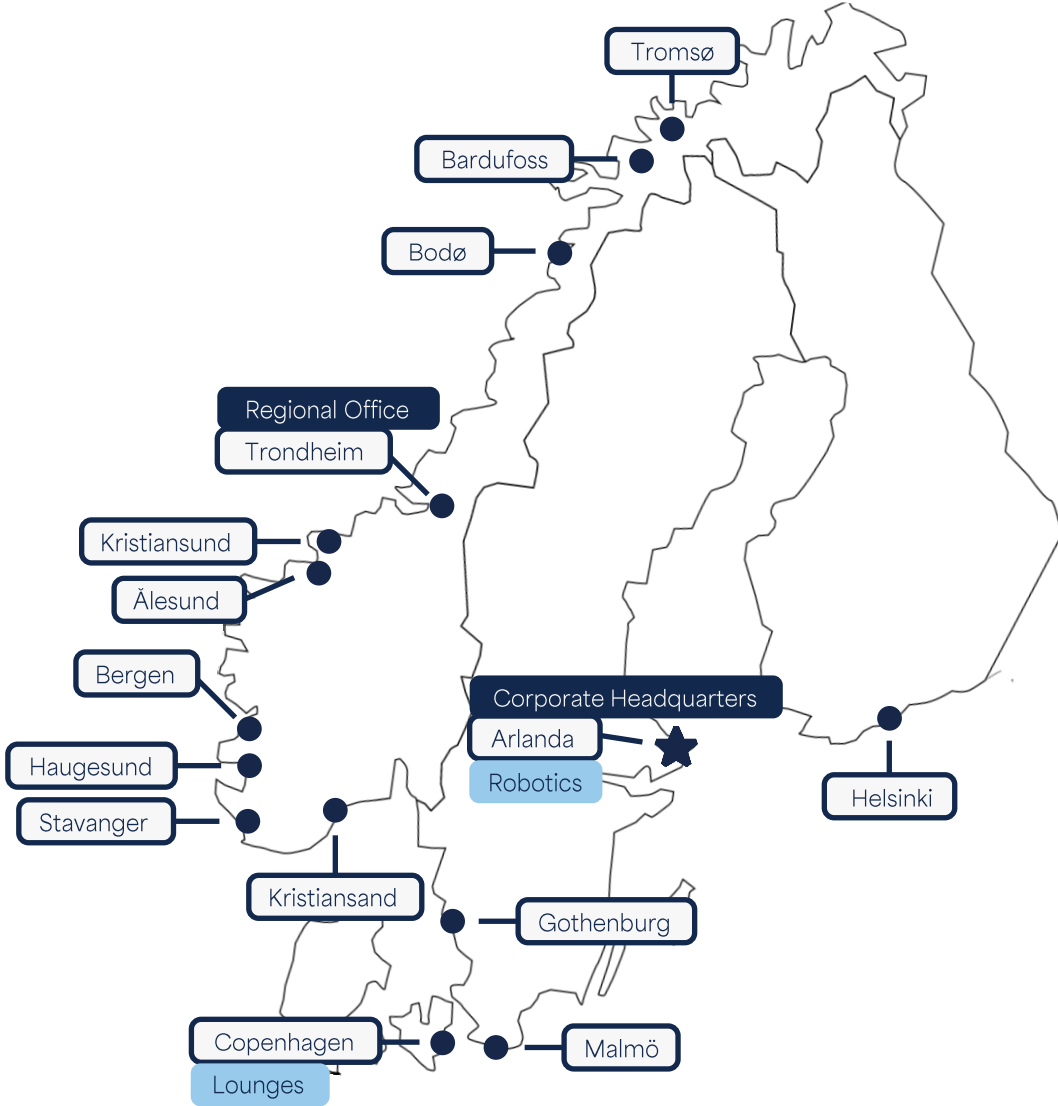 Tromsø
Bardufoss
Bodø
Regional Office
Trondheim
Kristiansund
Ålesund
Bergen
Corporate Headquarters
Arlanda
Robotics
Haugesund
Helsinki
Stavanger
Kristiansand
Gothenburg
Copenhagen
Lounges
Malmö